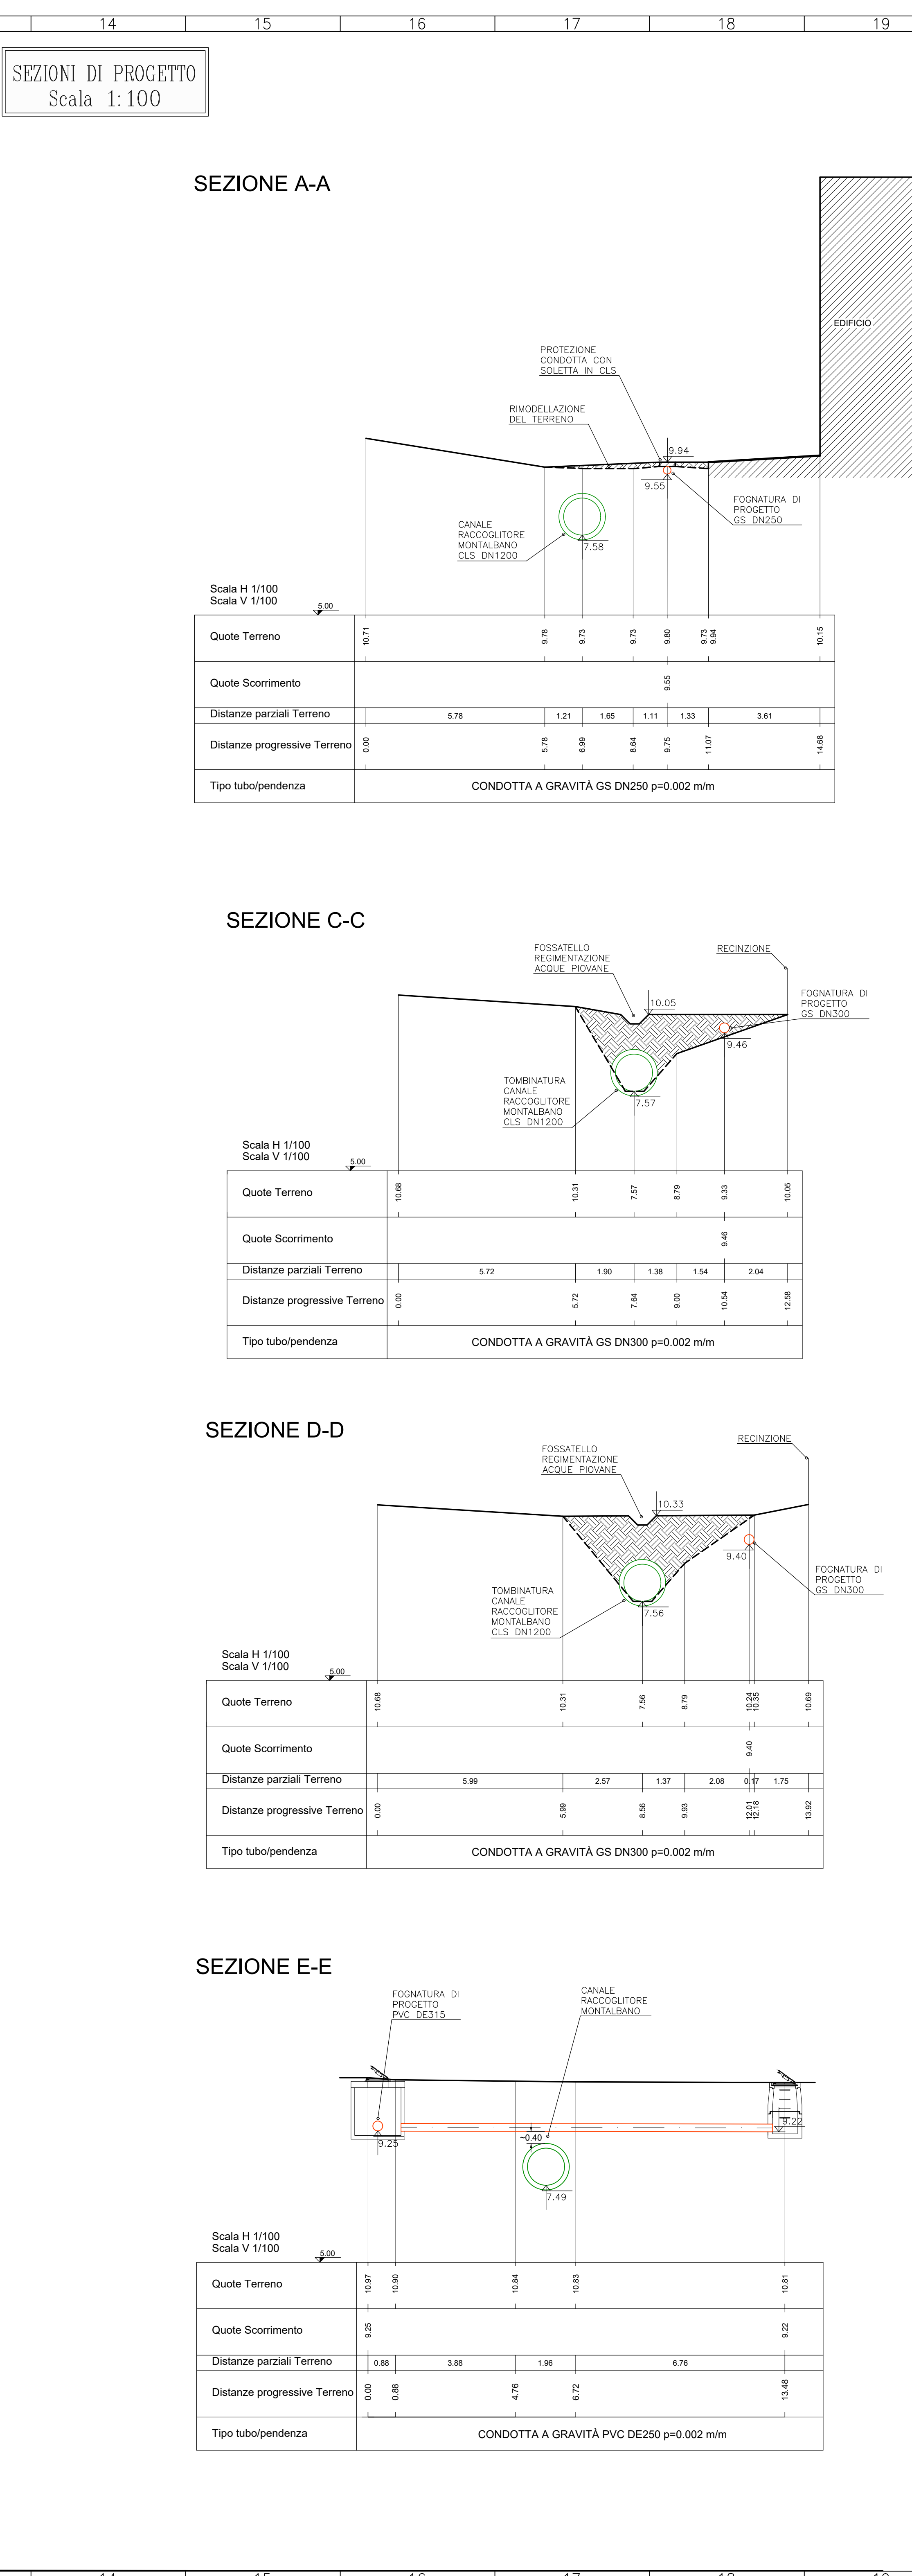 14 15 16 17 18 19
SEZIONI DI PROGETTO
Scala 1:100
SEZIONE A-A
EDIFICIO
PROTEZIONE
CONDOTTA CON
SOLETTA IN CLS
RIMODELLAZIONE
DEL TERRENO
9.94
9.55
FOGNATURA DI
PROGETTO
GS DN250
CANALE
RACCOGLITORE
MONTALBANO
CLS DN1200
7.58
Scala H 1/100
Scala V 1/100
5.00
Quote Terreno 10.71 9.78 9.73 9.73 9.80 9.73 9.94 10.15
Quote Scorrimento 9.55
Distanze parziali Terreno 5.78 1.21 1.65 1.11 1.33 3.61
Distanze progressive Terreno 0.00 5.78 6.99 8.64 9.75 11.07 14.68
Tipo tubo/pendenza CONDOTTA A GRAVITÀ GS DN250 p=0.002 m/m
SEZIONE C-C
FOSSATELLO
REGIMENTAZIONE
ACQUE PIOVANE
RECINZIONE
10.05
FOGNATURA DI
PROGETTO
GS DN300
9.46
TOMBINATURA
CANALE
RACCOGLITORE
MONTALBANO
CLS DN1200
7.57
Scala H 1/100
Scala V 1/100
5.00
Quote Terreno 10.68 10.31 7.57 8.79 9.33 10.05
Quote Scorrimento 9.46
Distanze parziali Terreno 5.72 1.90 1.38 1.54 2.04
Distanze progressive Terreno 0.00 5.72 7.64 9.00 10.54 12.58
Tipo tubo/pendenza CONDOTTA A GRAVITÀ GS DN300 p=0.002 m/m
SEZIONE D-D
FOSSATELLO
REGIMENTAZIONE
ACQUE PIOVANE
RECINZIONE
10.33
9.40
FOGNATURA DI
PROGETTO
GS DN300
TOMBINATURA
CANALE
RACCOGLITORE
MONTALBANO
CLS DN1200
7.56
Scala H 1/100
Scala V 1/100
5.00
Quote Terreno 10.68 10.31 7.56 8.79 10.24 10.35 10.69
Quote Scorrimento 9.40
Distanze parziali Terreno 5.99 2.57 1.37 2.08 0.17 1.75
Distanze progressive Terreno 0.00 5.99 8.56 9.93 12.01 12.18 13.92
Tipo tubo/pendenza CONDOTTA A GRAVITÀ GS DN300 p=0.002 m/m
SEZIONE E-E
FOGNATURA DI
PROGETTO
PVC DE315
CANALE
RACCOGLITORE
MONTALBANO
9.25
~0.40
9.22
7.49
Scala H 1/100
Scala V 1/100
5.00
Quote Terreno 10.97 10.90 10.84 10.83 10.81
Quote Scorrimento 9.25 9.22
Distanze parziali Terreno 0.88 3.88 1.96 6.76
Distanze progressive Terreno 0.00 0.88 4.76 6.72 13.48
Tipo tubo/pendenza CONDOTTA A GRAVITÀ PVC DE250 p=0.002 m/m